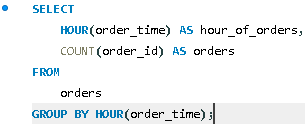 SELECT
HOUR(order_time) AS hour_of_orders,
COUNT(order_id) AS orders
FROM
orders
GROUP BY HOUR(order_time);